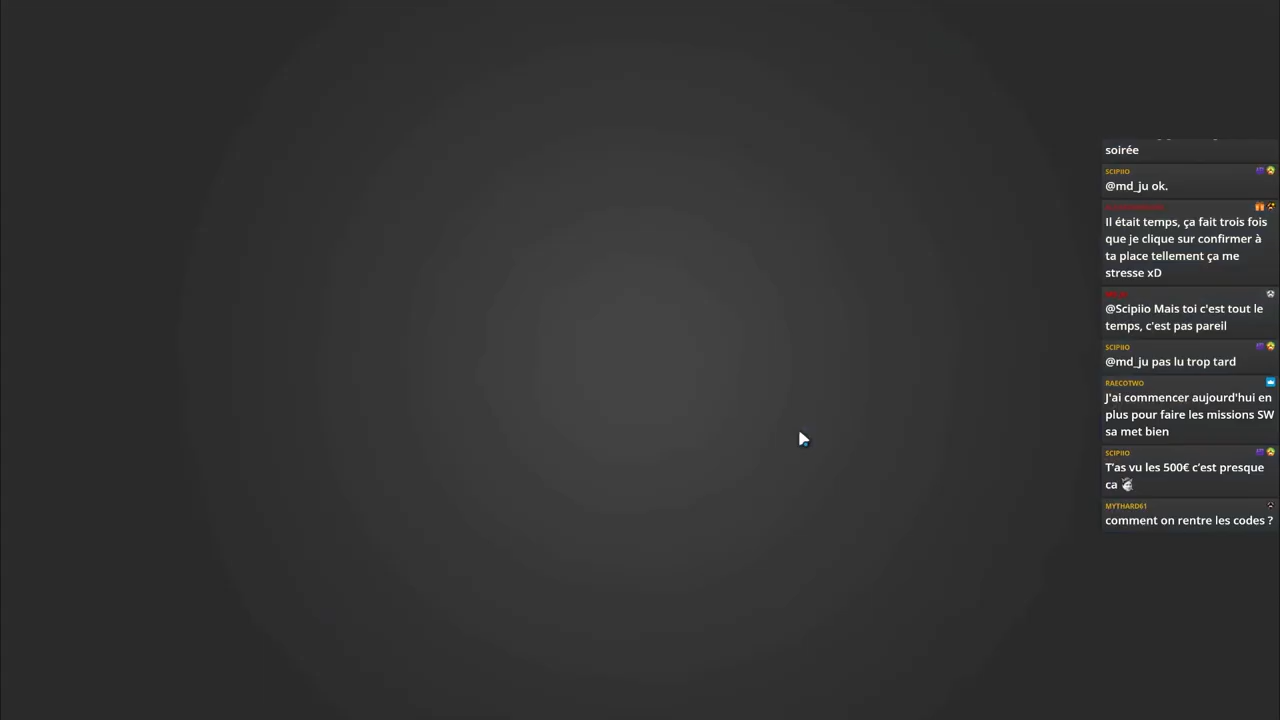 soirée
SCIPIIO
@md_ju ok.
Il était temps, ça fait trois fois
que je clique sur confirmer à
ta place tellement ça me
stresse xD
@Scipiio Mais toi c'est tout le
temps, c'est pas pareil
SCIPIIO
@md_ju pas lu trop tard
RAECOTWO
J'ai commencer aujourd'hui en
plus pour faire les missions SW
sa met bien
SCIPIIO
T'as vu les 500€ c'est presque
ca
MYTHARD61
comment on rentre les codes ?